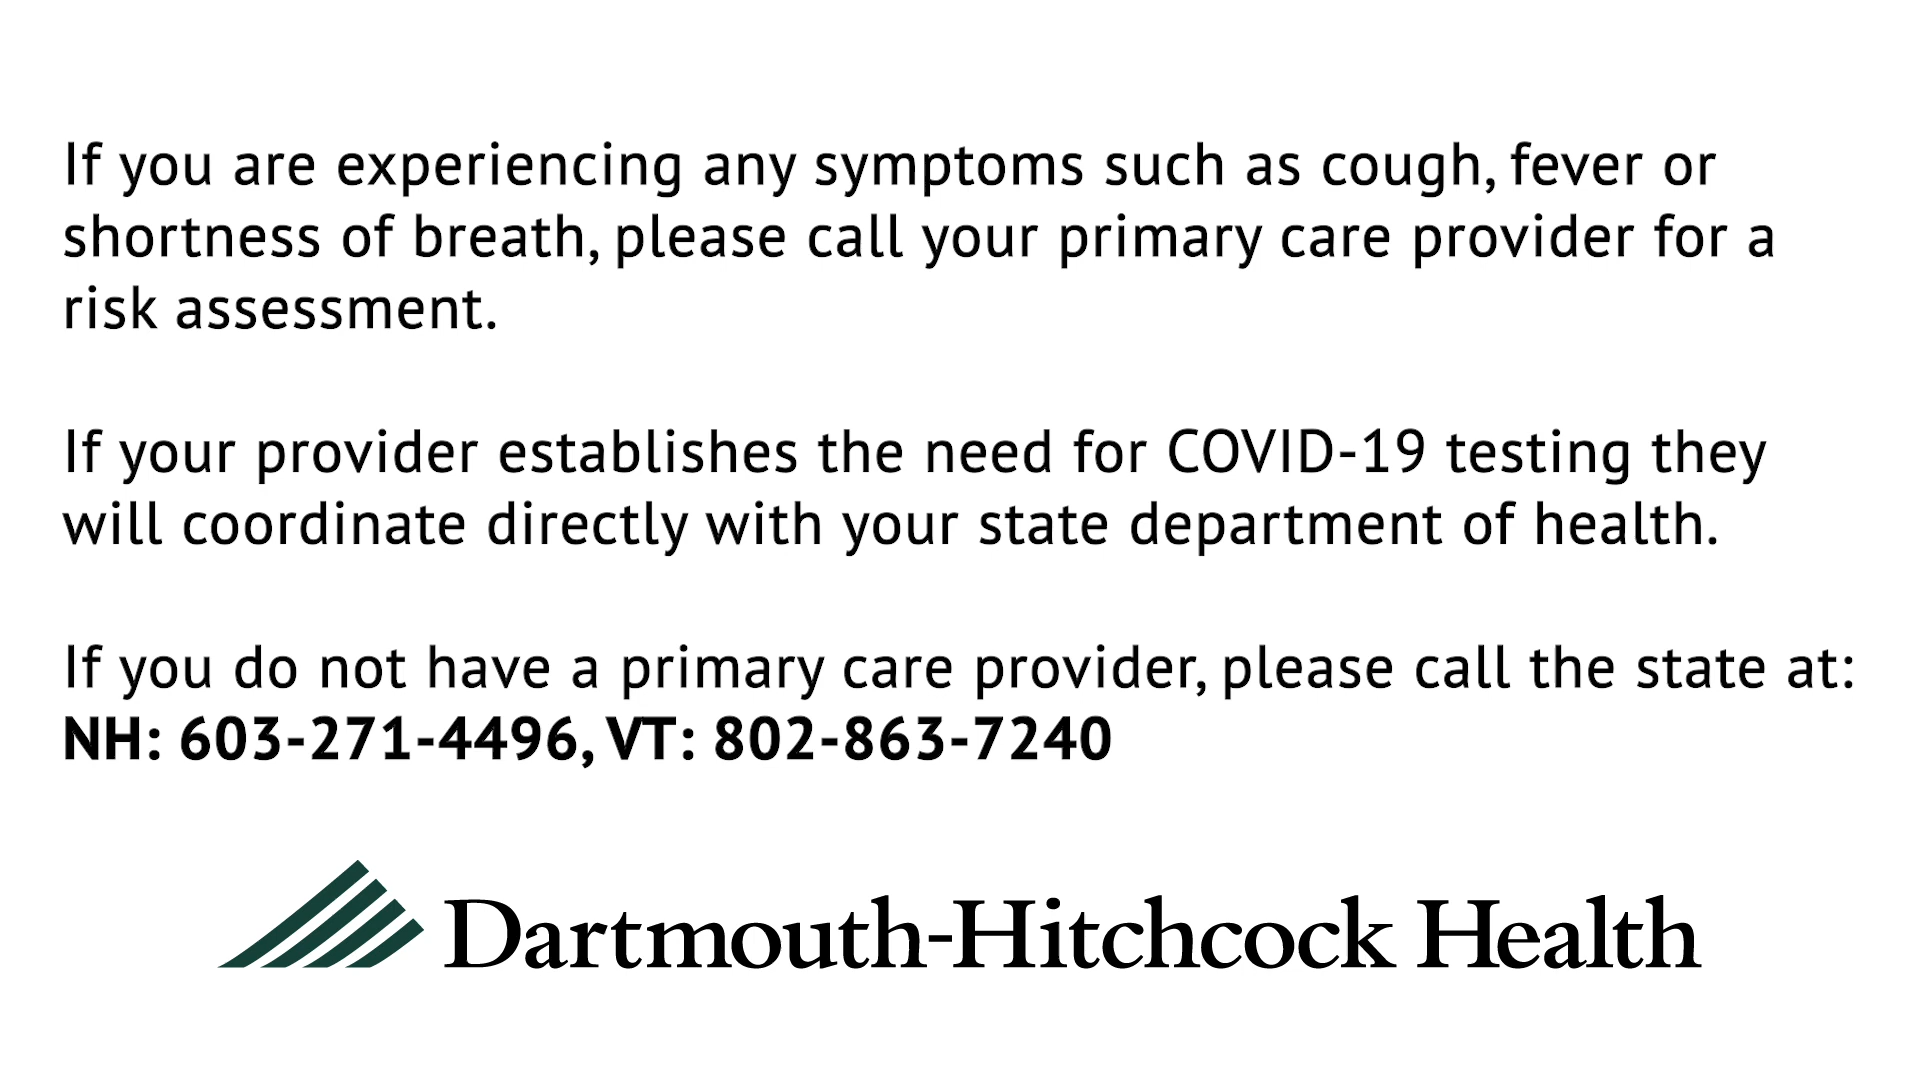 If you are experiencing any symptoms such as cough, fever or
shortness of breath, please call your primary care provider for a
risk assessment.
If your provider establishes the need for COVID-19 testing they
will coordinate directly with your state department of health.
If you do not have a primary care provider, please call the state at:
NH: 603-271-4496, VT: 802-863-7240
Dartmouth-Hitchcock Health